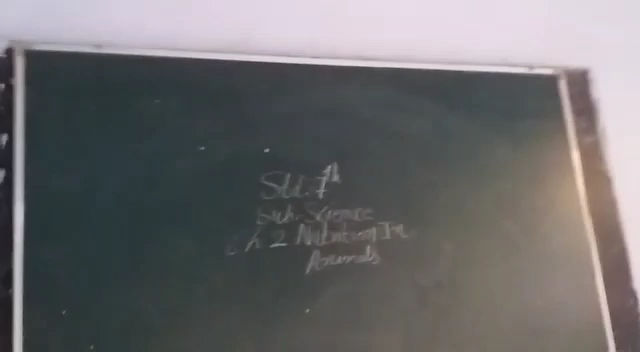 Std. 7th
Sub. Science
Ch 2 Nutrition In
Animals